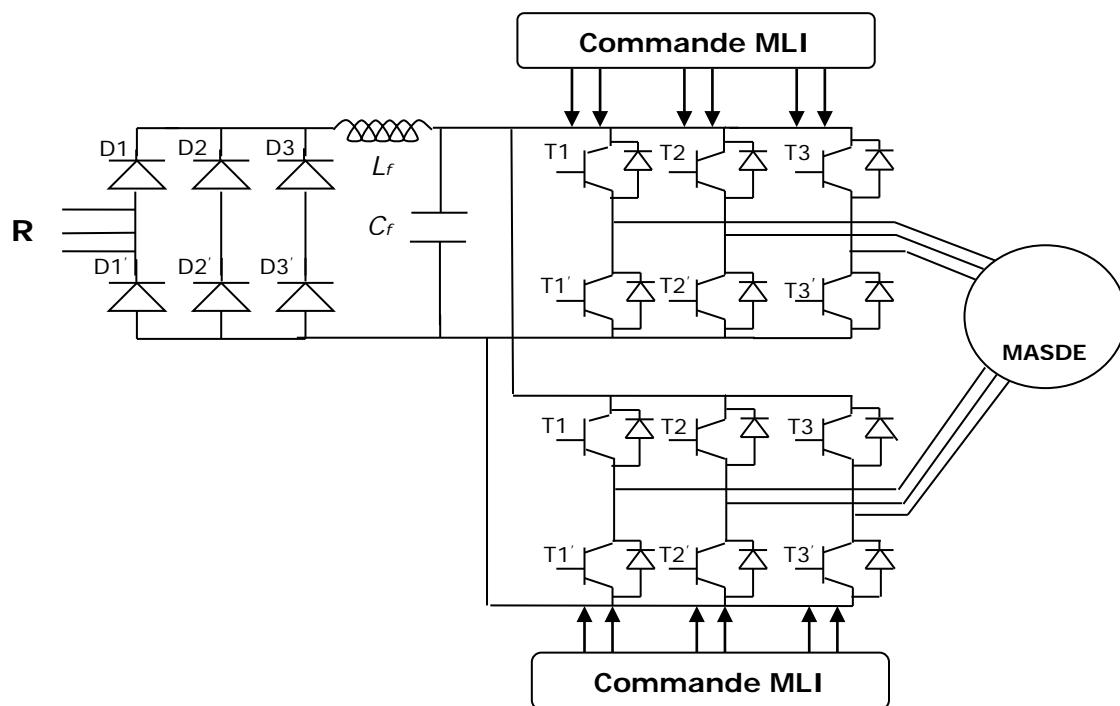 Commande MLI
D1 D2 D3
Lf
T1 T2 T3
R
Cf
D1' D2' D3'
T1' T2' T3'
MASDE
T1 T2 T3
T1' T2' T3'
Commande MLI